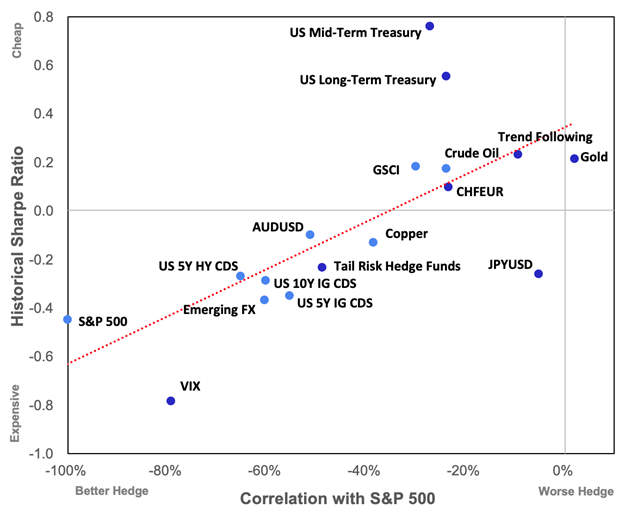 Cheap
0.8
0.6
0.4
0.2
0.0
-0.2
-0.4
-0.6
-0.8
-1.0
Expensive
Historical Sharpe Ratio
US Mid-Term Treasury
US Long-Term Treasury
Trend Following
Crude Oil
Gold
GSCI
CHFEUR
AUDUSD
Copper
US 5Y HY CDS
Tail Risk Hedge Funds
JPYUSD
US 10Y IG CDS
US 5Y IG CDS
Emerging FX
S&P 500
VIX
-100%
-80%
-60%
-40%
-20%
0%
Better Hedge
Correlation with S&P 500
Worse Hedge